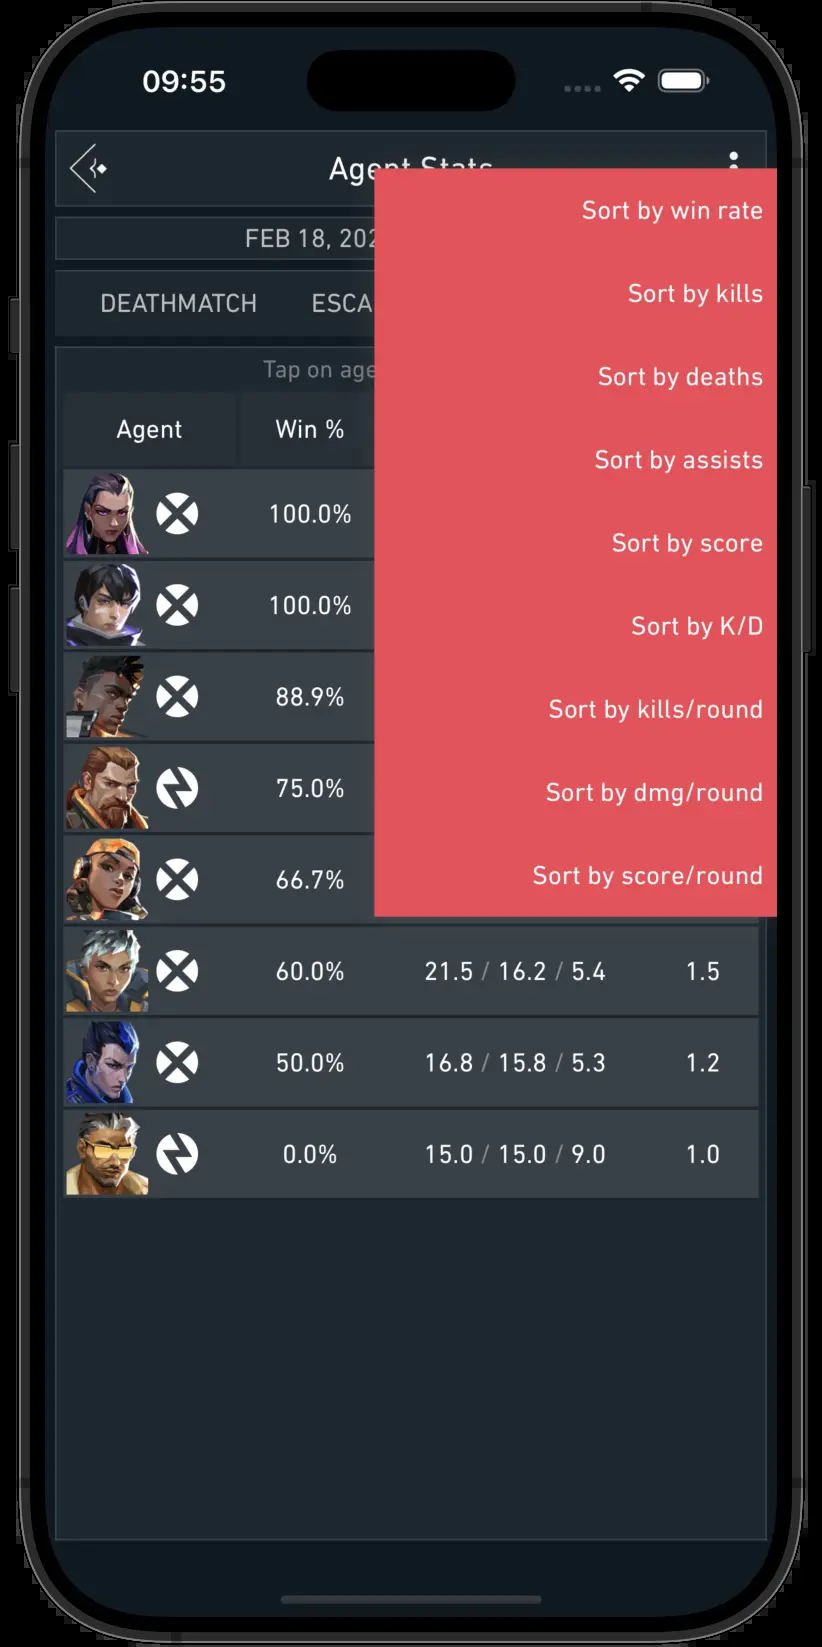 09:55
Agent Stats
Sort by win rate
FEB 18, 202
Sort by kills
DEATHMATCH ESCA
Sort by deaths
Tap on age
Agent Win %
Sort by assists
100.0%
Sort by score
100.0%
Sort by K/D
88.9%
Sort by kills/round
75.0%
Sort by dmg/round
66.7%
Sort by score/round
60.0% 21.5 / 16.2 / 5.4 1.5
50.0% 16.8 / 15.8 / 5.3 1.2
0.0% 15.0 / 15.0 / 9.0 1.0